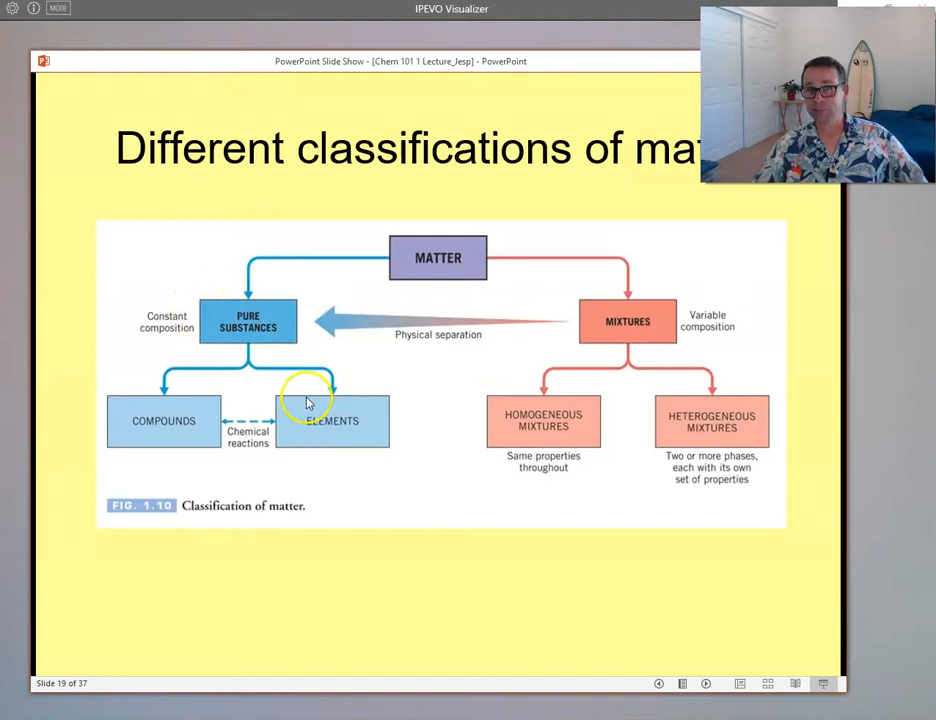 IPEVO Visualizer
MODE
PowerPoint Slide Show - [Chem 101 1 Lecture_Jesp] - PowerPoint
Different classifications of mat
MATTER
Constant
composition
PURE
SUBSTANCES
Physical separation
MIXTURES
Variable
composition
COMPOUNDS
Chemical
reactions
ELEMENTS
HOMOGENEOUS
MIXTURES
Same properties
throughout
HETEROGENEOUS
MIXTURES
Two or more phases,
each with its own
set of properties
FIG. 1.10 Classification of matter.
Slide 19 of 37